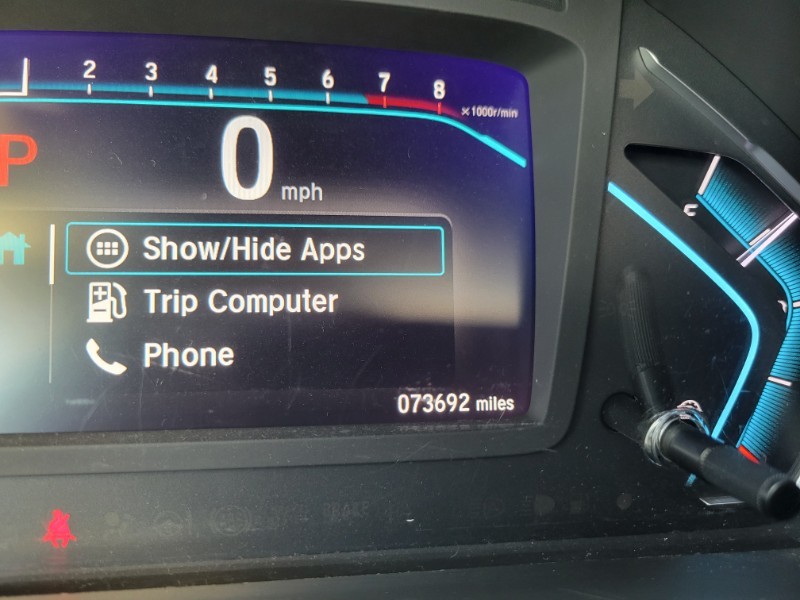 2 3 4 5 6 7 8
×1000r/min
P
0 mph
Show/Hide Apps
Trip Computer
Phone
073692 miles
BRAKE